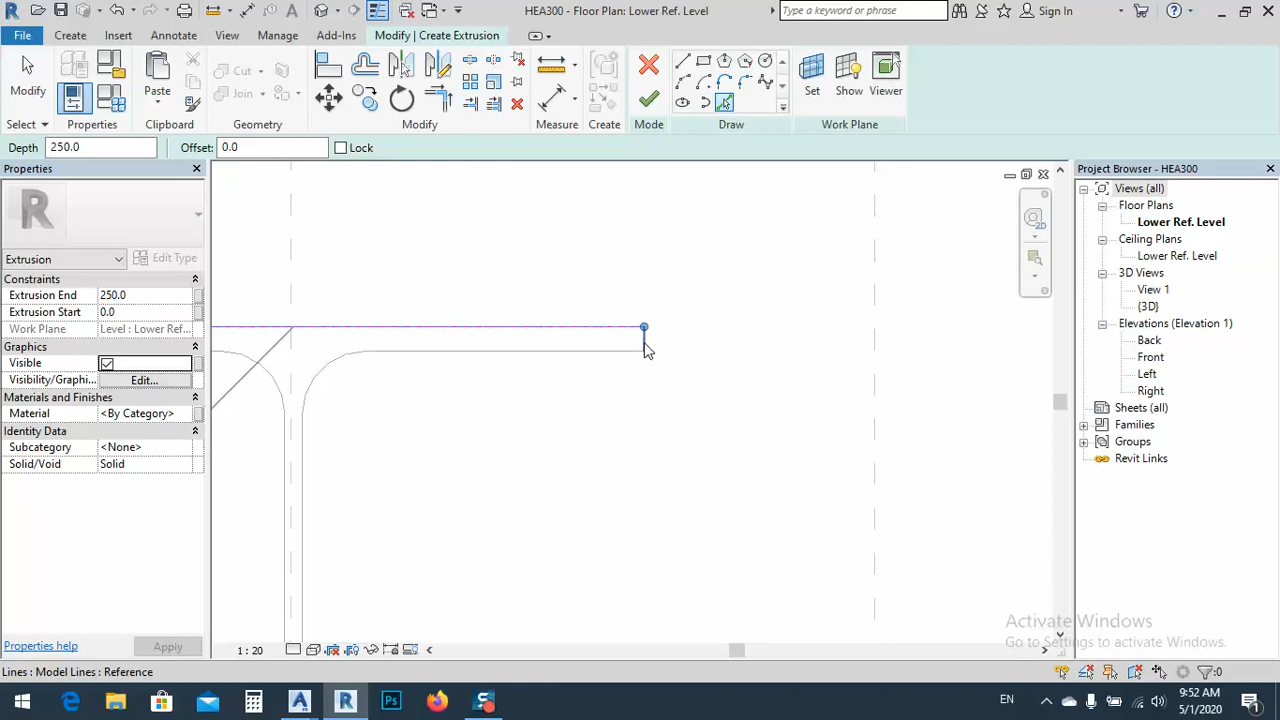 HEA300 - Floor Plan: Lower Ref. Level
Type a keyword or phrase
Sign In
File
Create
Insert
Annotate
View
Manage
Add-Ins
Modify | Create Extrusion
Modify
Paste
Cut
Join
Create
Set
Show
Viewer
Select
Properties
Clipboard
Geometry
Modify
Measure
Create
Mode
Draw
Work Plane
Depth 250.0 Offset: 0.0 Lock
Properties
Project Browser - HEA300
R
Extrusion
Edit Type
Constraints
Extrusion End 250.0
Extrusion Start 0.0
Work Plane Level : Lower Ref...
Graphics
Visible
Visibility/Graphi... Edit...
Materials and Finishes
Material <By Category>
Identity Data
Subcategory <None>
Solid/Void Solid
Properties help
Apply
2D
Views (all)
Floor Plans
Lower Ref. Level
Ceiling Plans
Lower Ref. Level
3D Views
View 1
{3D}
Elevations (Elevation 1)
Back
Front
Left
Right
Sheets (all)
Families
Groups
Revit Links
Activate Windows
Go to Settings to activate Windows.
1 : 20
Lines : Model Lines : Reference
:0
A
R
Ps
S
EN
9:52 AM
5/1/2020
1